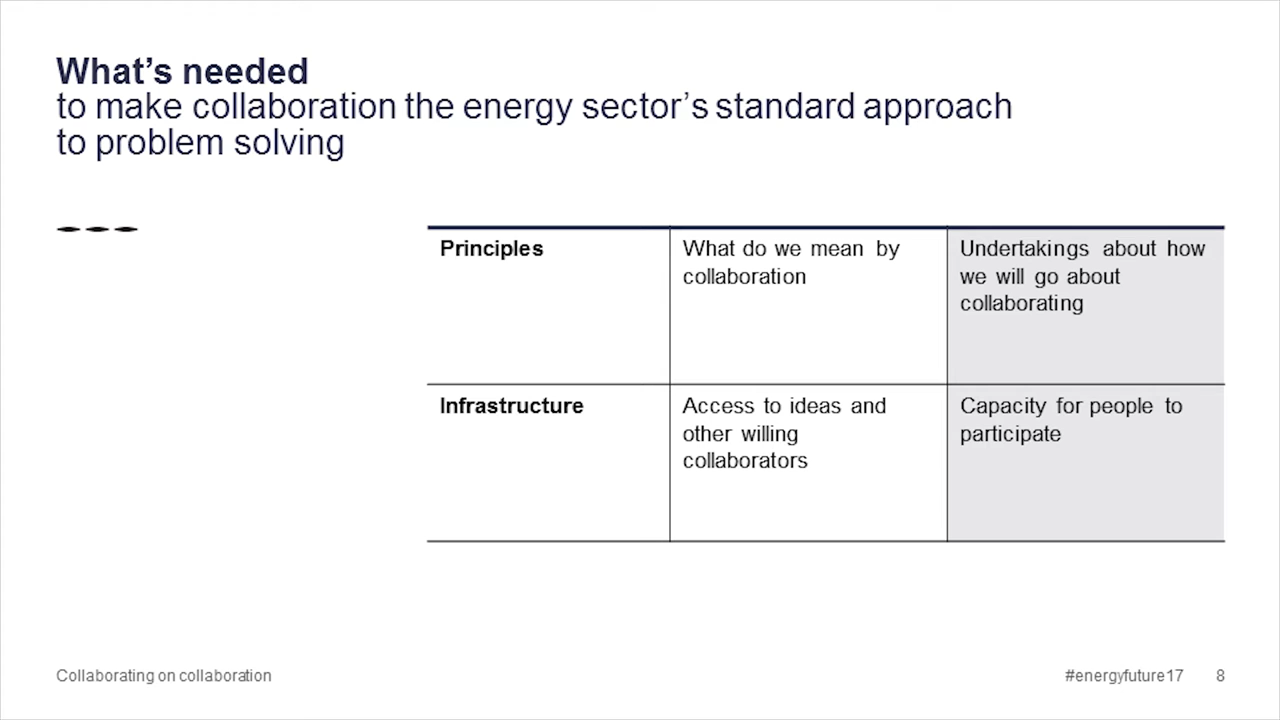 What’s needed
to make collaboration the energy sector’s standard approach
to problem solving
Principles
What do we mean by
collaboration
Undertakings about how
we will go about
collaborating
Infrastructure
Access to ideas and
other willing
collaborators
Capacity for people to
participate
Collaborating on collaboration
#energyfuture17
8